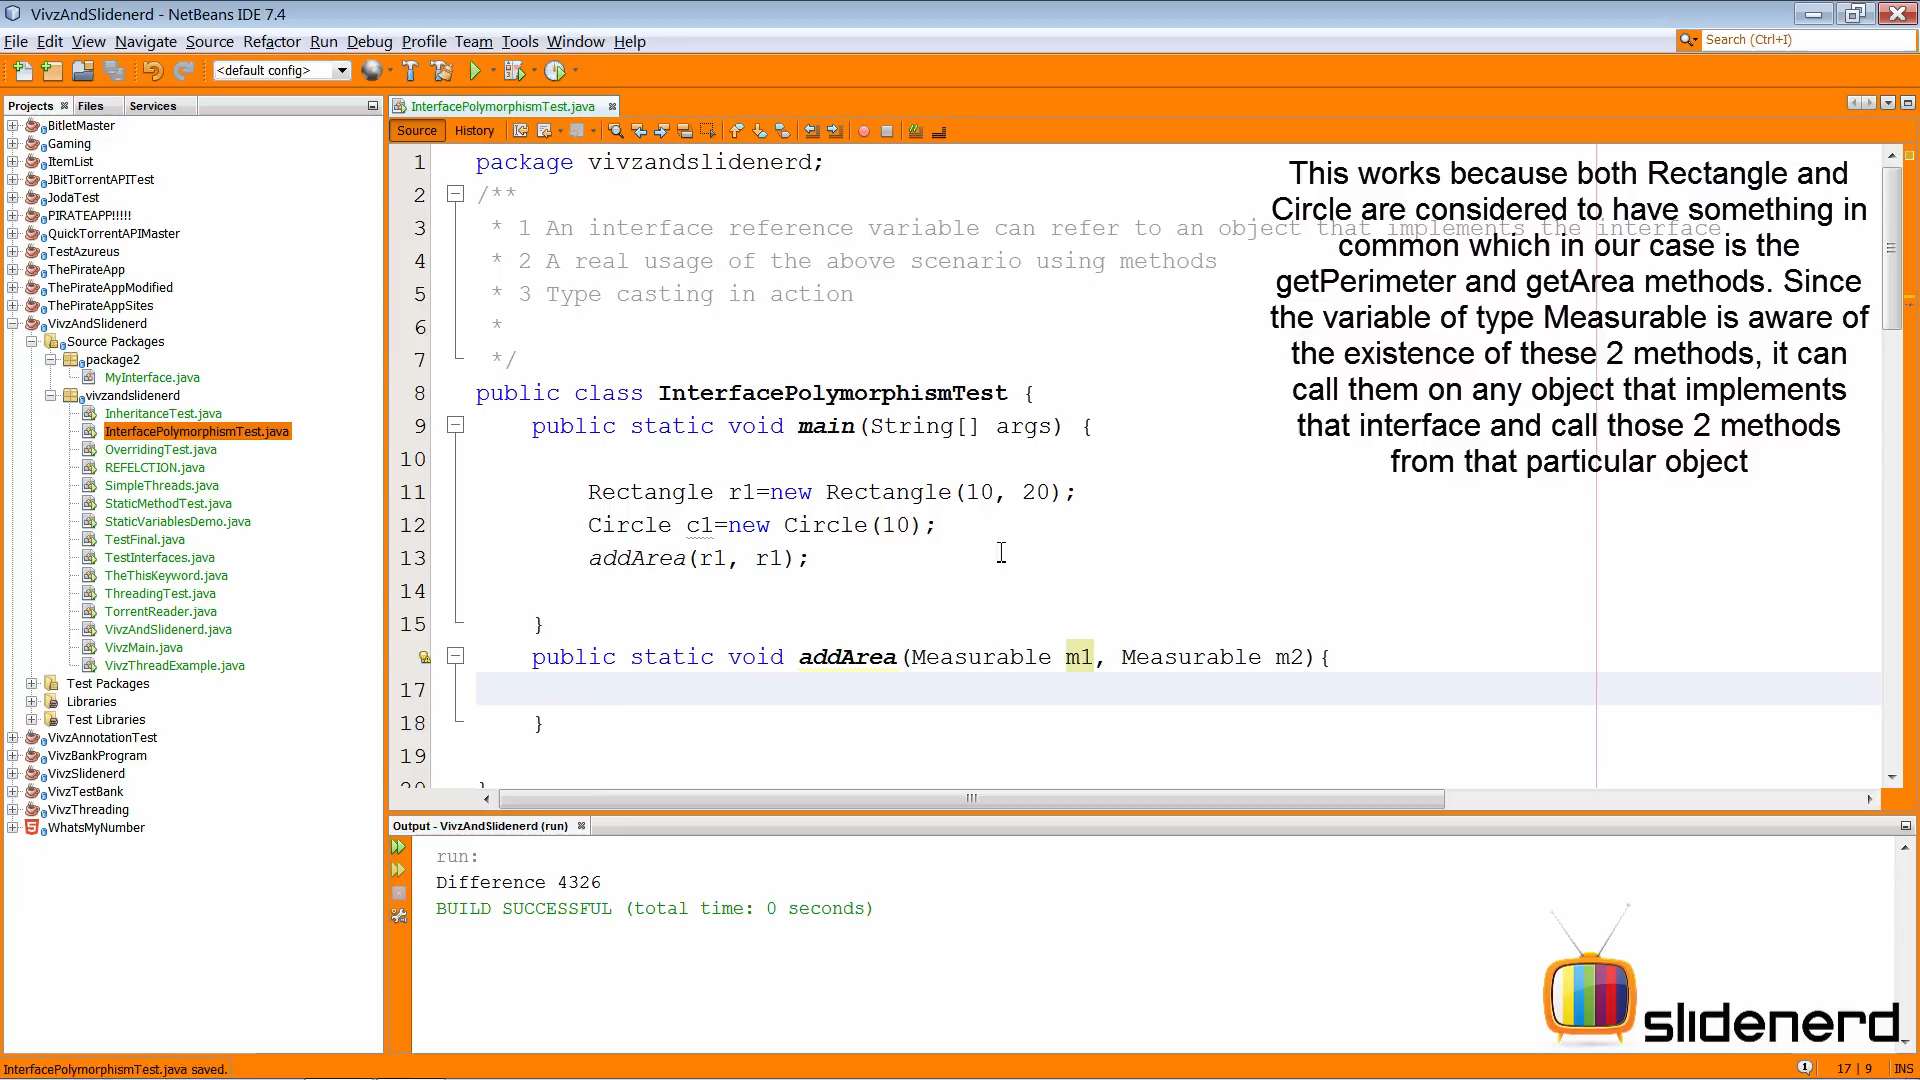 VivzAndSlidenerd - NetBeans IDE 7.4
File Edit View Navigate Source Refactor Run Debug Profile Team Tools Window Help
Search (Ctrl+I)
<default config>
Projects Files Services
BitletMaster
Gaming
ItemList
JBitTorrentAPITest
JodaTest
PIRATEAPP!!!!!
QuickTorrentAPIMaster
TestAzureus
ThePirateApp
ThePirateAppModified
ThePirateAppSites
VivzAndSlidenerd
Source Packages
package2
MyInterface.java
vivzandslidenerd
InheritanceTest.java
InterfacePolymorphismTest.java
OverridingTest.java
REFELCTION.java
SimpleThreads.java
StaticMethodTest.java
StaticVariablesDemo.java
TestFinal.java
TestInterfaces.java
TheThisKeyword.java
ThreadingTest.java
TorrentReader.java
VivzAndSlidenerd.java
VivzMain.java
VivzThreadExample.java
Test Packages
Libraries
Test Libraries
VivzAnnotationTest
VivzBankProgram
VivzSlidenerd
VivzTestBank
VivzThreading
WhatsMyNumber
InterfacePolymorphismTest.java
Source History
1 package vivzandslidenerd;
2 /**
3 * 1 An interface reference variable can refer to an object that implements the interface
4 * 2 A real usage of the above scenario using methods
5 * 3 Type casting in action
6 *
7 */
8 public class InterfacePolymorphismTest {
9 public static void main(String[] args) {
10
11 Rectangle r1=new Rectangle(10, 20);
12 Circle c1=new Circle(10);
13 addArea(r1, r1);
14
15 }
public static void addArea(Measurable m1, Measurable m2){
17
18 }
19
20 }
This works because both Rectangle and
Circle are considered to have something in
common which in our case is the
getPerimeter and getArea methods. Since
the variable of type Measurable is aware of
the existence of these 2 methods, it can
call them on any object that implements
that interface and call those 2 methods
from that particular object
Output - VivzAndSlidenerd (run)
run:
Difference 4326
BUILD SUCCESSFUL (total time: 0 seconds)
slidenerd
InterfacePolymorphismTest.java saved.
1
17 | 9 INS